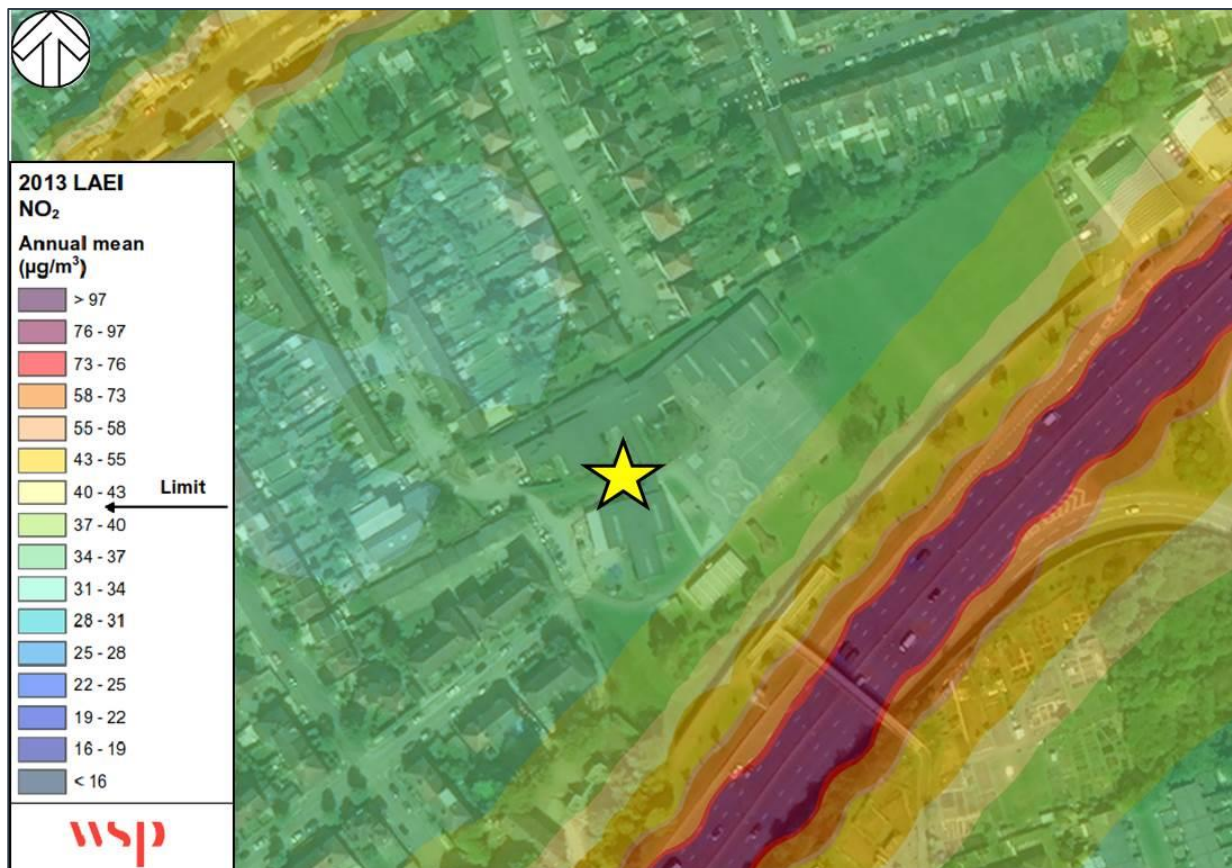 2013 LAEI
NO₂
Annual mean
(µg/m³)
> 97
76 - 97
73 - 76
58 - 73
55 - 58
43 - 55
40 - 43
Limit
37 - 40
34 - 37
31 - 34
28 - 31
25 - 28
22 - 25
19 - 22
16 - 19
< 16
wsp